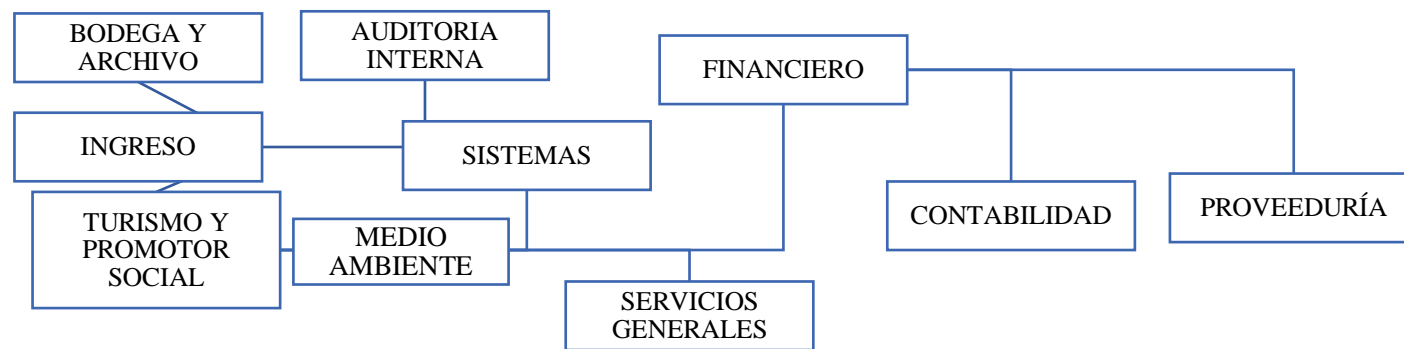 BODEGA Y
ARCHIVO
AUDITORIA
INTERNA
FINANCIERO
INGRESO
SISTEMAS
CONTABILIDAD
PROVEEDURÍA
TURISMO Y
PROMOTOR
SOCIAL
MEDIO
AMBIENTE
SERVICIOS
GENERALES